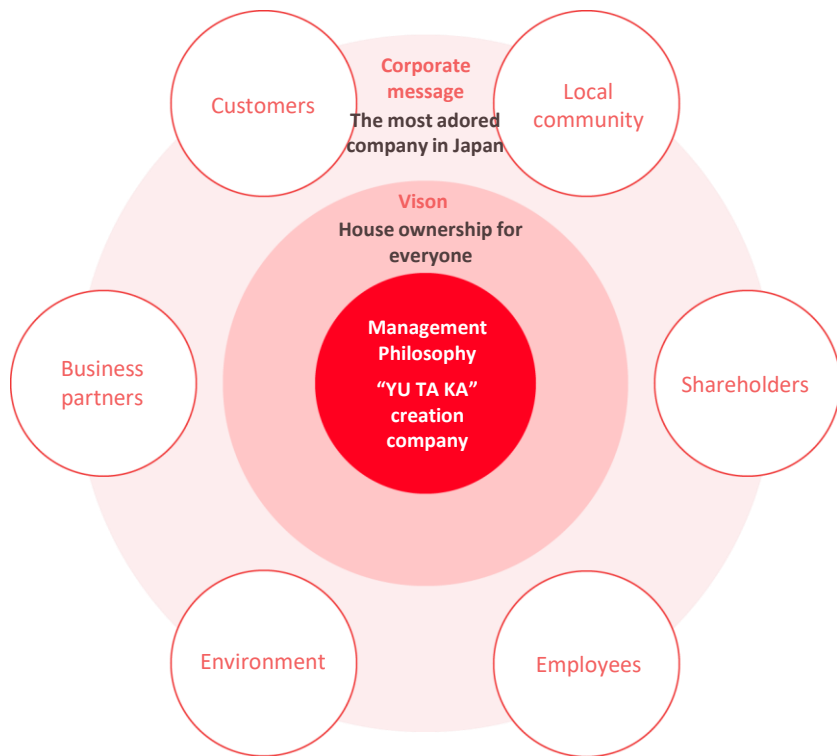 Customers
Corporate
message
The most adored
company in Japan
Local
community
Vison
House ownership for
everyone
Management
Philosophy
“YU TA KA”
creation
company
Business
partners
Shareholders
Environment
Employees